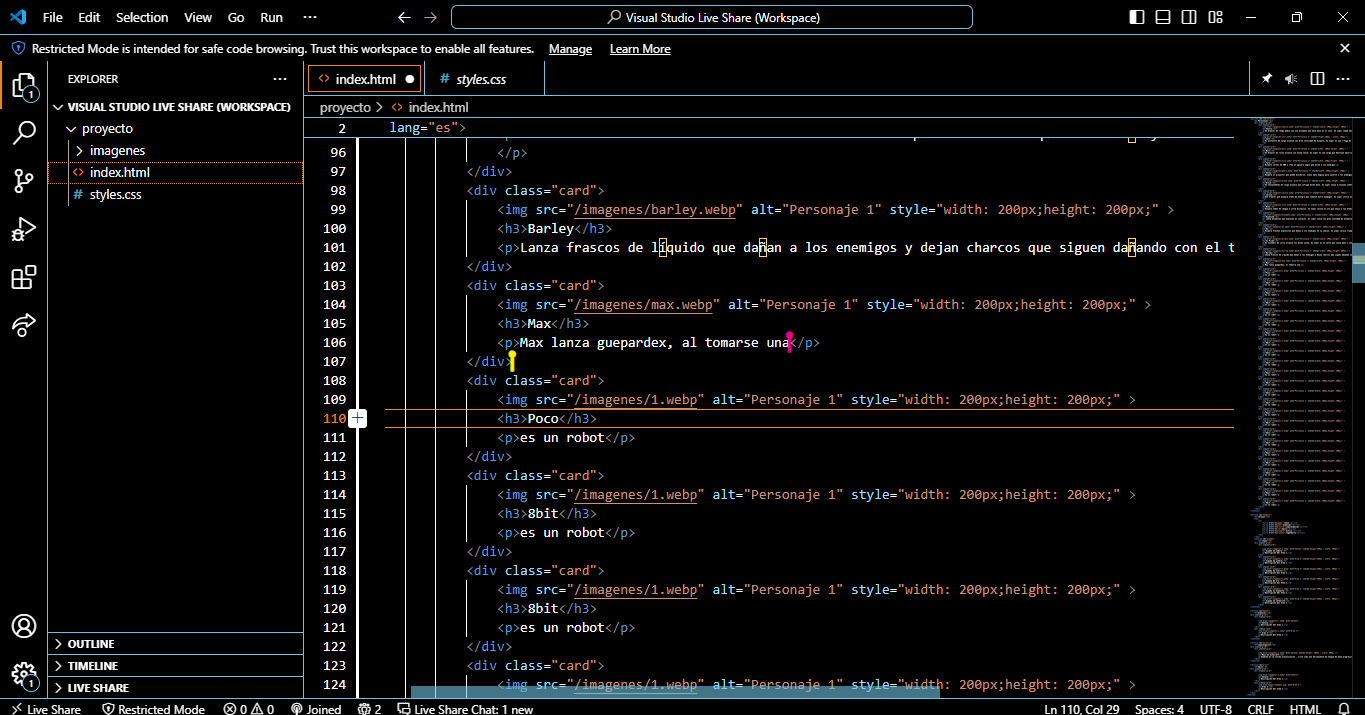 File Edit Selection View Go Run ··· Visual Studio Live Share (Workspace)
Restricted Mode is intended for safe code browsing. Trust this workspace to enable all features. Manage Learn More
EXPLORER
VISUAL STUDIO LIVE SHARE (WORKSPACE)
proyecto
imagenes
index.html
styles.css
OUTLINE
TIMELINE
LIVE SHARE
1
1
index.html
styles.css
proyecto > index.html
2 lang="es">
96 </p>
97 </div>
98 <div class="card">
99 <img src="/imagenes/barley.webp" alt="Personaje 1" style="width: 200px;height: 200px;" >
100 <h3>Barley</h3>
101 <p>Lanza frascos de líquido que dañan a los enemigos y dejan charcos que siguen dañando con el t
102 </div>
103 <div class="card">
104 <img src="/imagenes/max.webp" alt="Personaje 1" style="width: 200px;height: 200px;" >
105 <h3>Max</h3>
106 <p>Max lanza guepardex, al tomarse una</p>
107 </div>
108 <div class="card">
109 <img src="/imagenes/1.webp" alt="Personaje 1" style="width: 200px;height: 200px;" >
110 <h3>Poco</h3>
111 <p>es un robot</p>
112 </div>
113 <div class="card">
114 <img src="/imagenes/1.webp" alt="Personaje 1" style="width: 200px;height: 200px;" >
115 <h3>8bit</h3>
116 <p>es un robot</p>
117 </div>
118 <div class="card">
119 <img src="/imagenes/1.webp" alt="Personaje 1" style="width: 200px;height: 200px;" >
120 <h3>8bit</h3>
121 <p>es un robot</p>
122 </div>
123 <div class="card">
124 <img src="/imagenes/1.webp" alt="Personaje 1" style="width: 200px;height: 200px;" >
Live Share Restricted Mode 0 0 Joined 2 Live Share Chat: 1 new Ln 110, Col 29 Spaces: 4 UTF-8 CRLF HTML